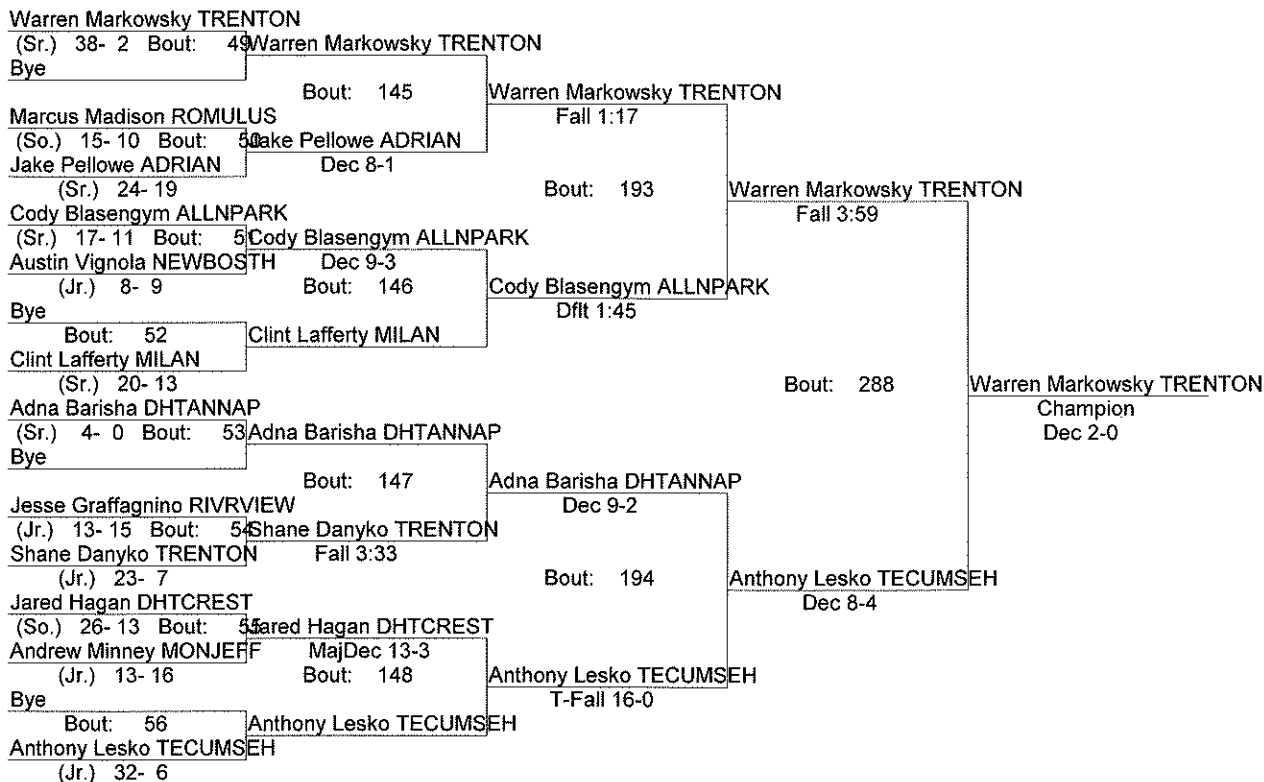 Warren Markowsky TRENTON
(Sr.) 38- 2 Bout: 49
Bye
Marcus Madison ROMULUS
(So.) 15- 10 Bout: 50
Jake Pellowe ADRIAN
(Sr.) 24- 19
Cody Blasengym ALLNPARK
(Sr.) 17- 11 Bout: 51
Austin Vignola NEWBOSTH
(Jr.) 8- 9
Bye
Bout: 52
Clint Lafferty MILAN
(Sr.) 20- 13
Adna Barisha DHTANNAP
(Sr.) 4- 0 Bout: 53
Bye
Jesse Graffagnino RIVRVIEW
(Jr.) 13- 15 Bout: 54
Shane Danyko TRENTON
(Jr.) 23- 7
Jared Hagan DHTCREST
(So.) 26- 13 Bout: 55
Andrew Minney MONJEFF
(Jr.) 13- 16
Bye
Bout: 56
Anthony Lesko TECUMSEH
(Jr.) 32- 6
Warren Markowsky TRENTON
Bout: 145
Jake Pellowe ADRIAN
Dec 8-1
Cody Blasengym ALLNPARK
Dec 9-3
Bout: 146
Clint Lafferty MILAN
Adna Barisha DHTANNAP
Bout: 147
Shane Danyko TRENTON
Fall 3:33
Jared Hagan DHTCREST
MajDec 13-3
Bout: 148
Anthony Lesko TECUMSEH
Warren Markowsky TRENTON
Fall 1:17
Bout: 193
Cody Blasengym ALLNPARK
Dflt 1:45
Adna Barisha DHTANNAP
Dec 9-2
Bout: 194
Anthony Lesko TECUMSEH
T-Fall 16-0
Warren Markowsky TRENTON
Fall 3:59
Bout: 288
Anthony Lesko TECUMSEH
Dec 8-4
Warren Markowsky TRENTON
Champion
Dec 2-0